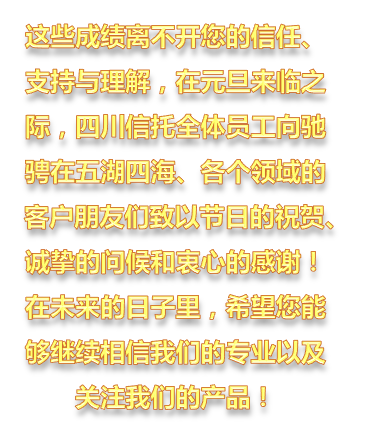 这些成绩离不开您的信任、
支持与理解，在元旦来临之
际，四川信托全体员工向驰
骋在五湖四海、各个领域的
客户朋友们致以节日的祝贺、
诚挚的问候和衷心的感谢！
在未来的日子里，希望您能
够继续相信我们的专业以及
关注我们的产品！